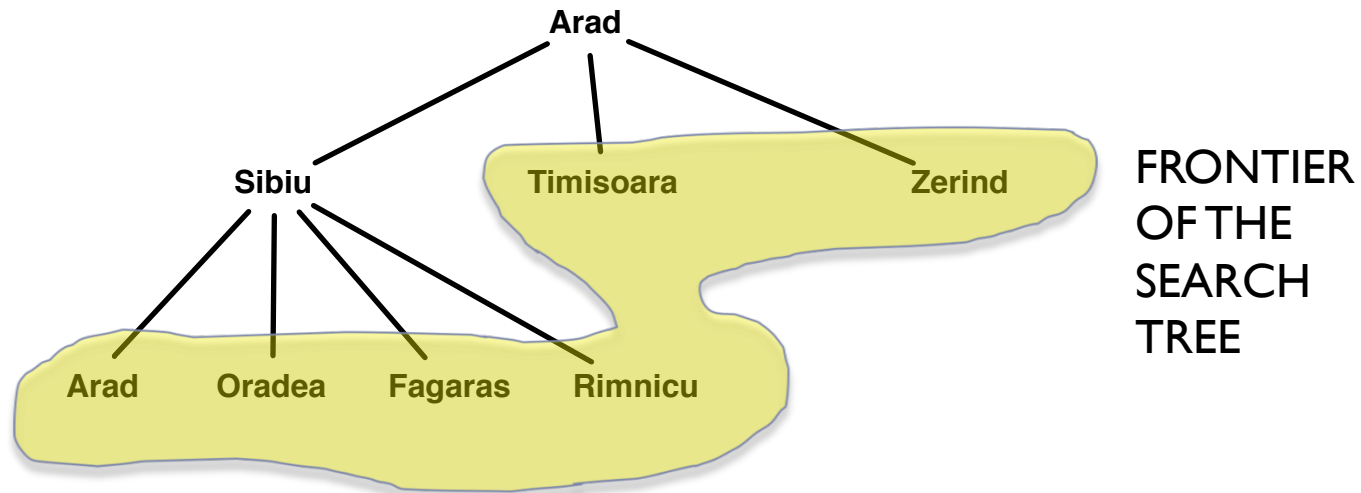 Arad
Sibiu Timisoara Zerind
Arad Oradea Fagaras Rimnicu
FRONTIER
OF THE
SEARCH
TREE